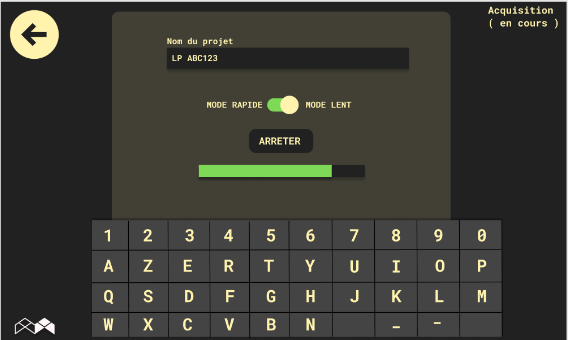 Acquisition
( en cours )
Nom du projet
LP ABC123
MODE RAPIDE MODE LENT
ARRETER
1 2 3 4 5 6 7 8 9 0
A Z E R T Y U I O P
Q S D F G H J K L M
W X C V B N _ -